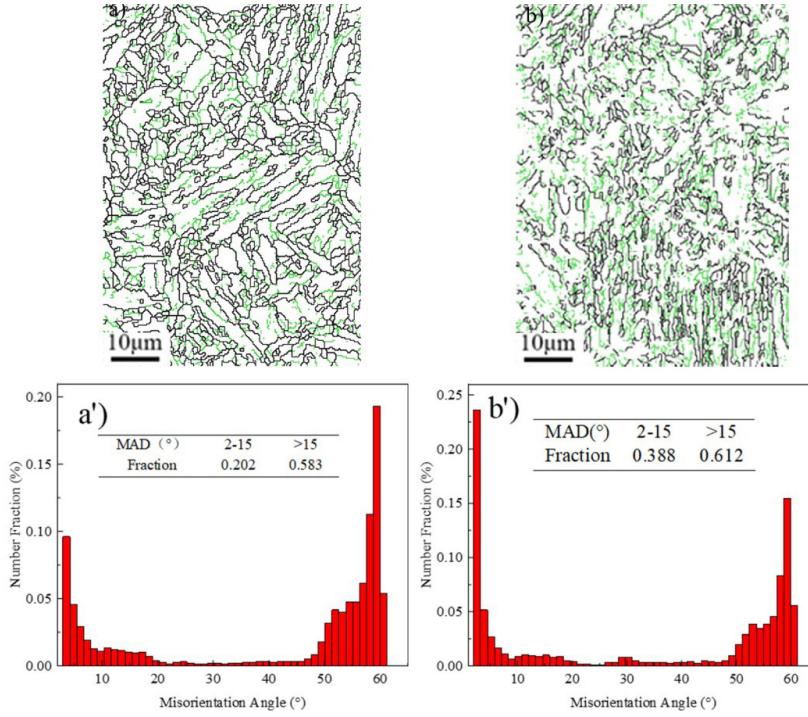 a)
b)
10μm
10μm
a')
MAD（°） 2-15 >15
Fraction 0.202 0.583
Number Fraction (%)
0.20
0.15
0.10
0.05
0.00
10 20 30 40 50 60
Misorientation Angle (°)
b')
MAD(°) 2-15 >15
Fraction 0.388 0.612
Number Fraction (%)
0.25
0.20
0.15
0.10
0.05
0.00
10 20 30 40 50 60
Misorientation Angle (°)